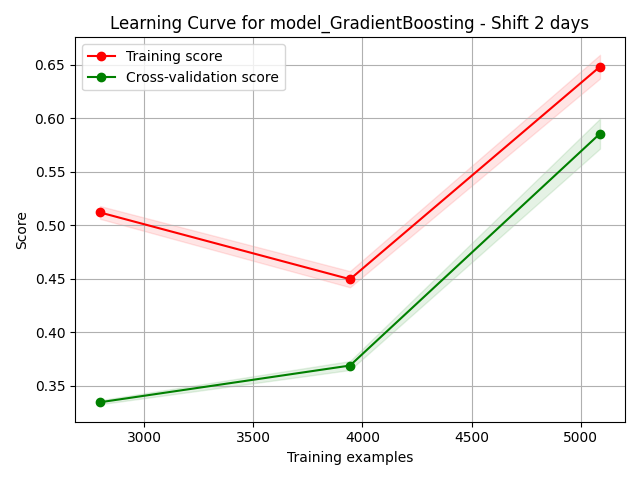 Learning Curve for model_GradientBoosting - Shift 2 days
Training score
Cross-validation score
Score
0.65
0.60
0.55
0.50
0.45
0.40
0.35
3000 3500 4000 4500 5000
Training examples